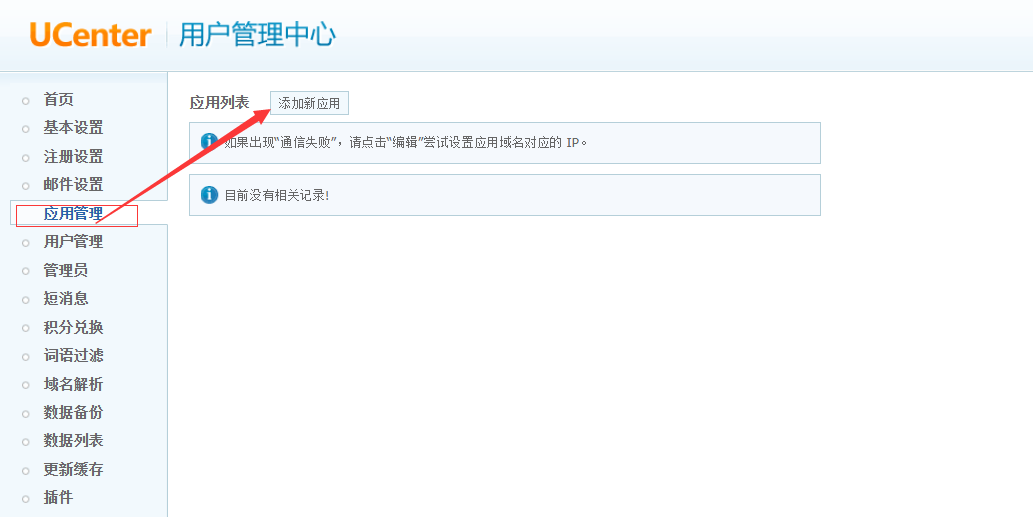 UCenter 用户管理中心
首页
基本设置
注册设置
邮件设置
应用管理
用户管理
管理员
短消息
积分兑换
词语过滤
域名解析
数据备份
数据列表
更新缓存
插件
应用列表 添加新应用
如果出现“通信失败”，请点击“编辑”尝试设置应用域名对应的 IP。
目前没有相关记录!